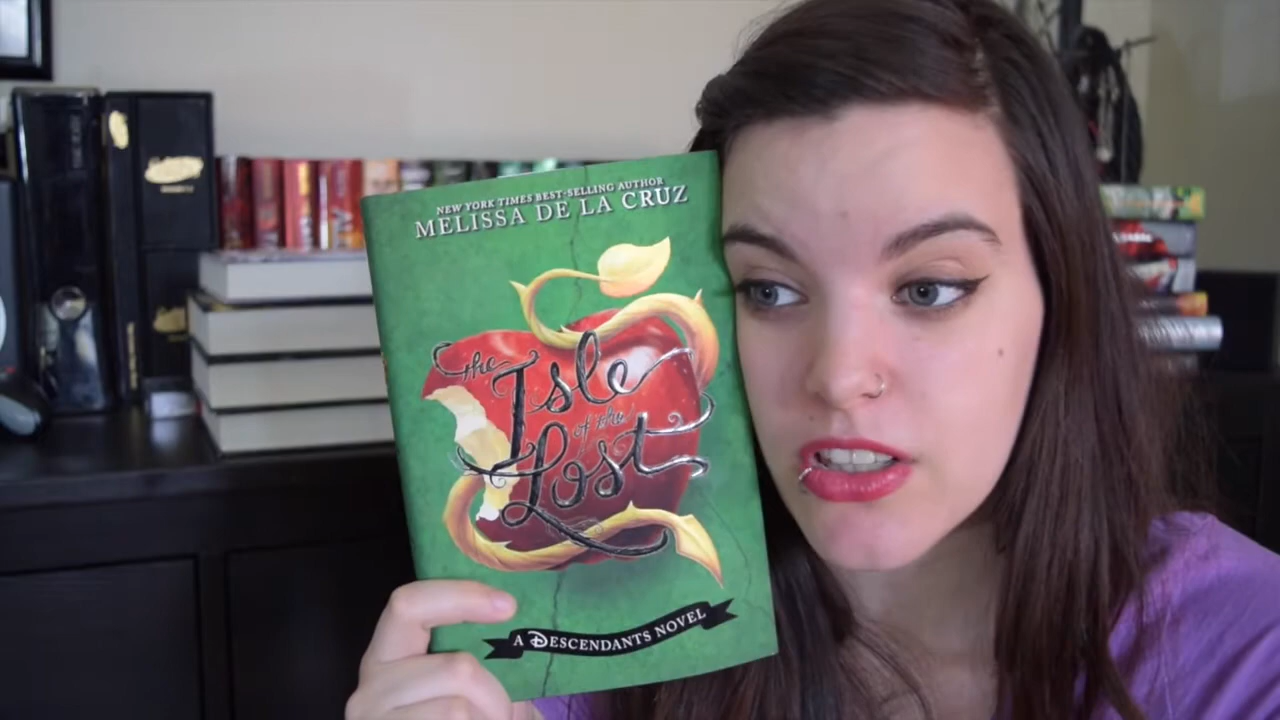 NEW YORK TIMES BEST-SELLING AUTHOR
MELISSA DE LA CRUZ
the
Isle
of the
Lost
A DESCENDANTS NOVEL